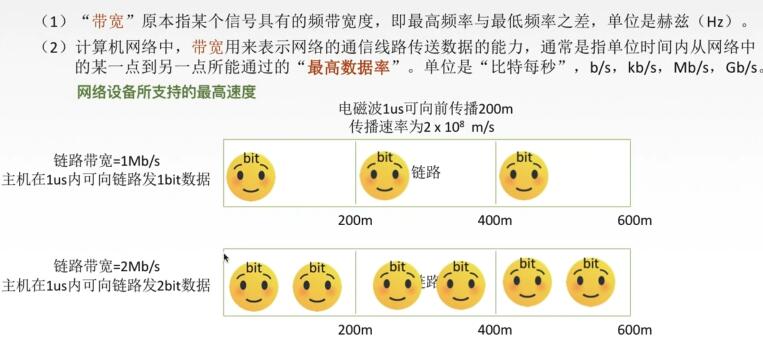 （1）“带宽”原本指某个信号具有的频带宽度，即最高频率与最低频率之差，单位是赫兹（Hz）。
（2）计算机网络中，带宽用来表示网络的通信线路传送数据的能力，通常是指单位时间内从网络中
的某一点到另一点所能通过的“最高数据率”。单位是“比特每秒”，b/s，kb/s，Mb/s，Gb/s。
网络设备所支持的最高速度
电磁波1us可向前传播200m
传播速率为2 x 10⁸ m/s
链路带宽=1Mb/s
主机在1us内可向链路发1bit数据
bit
bit
链路
bit
200m
400m
600m
链路带宽=2Mb/s
主机在1us内可向链路发2bit数据
bit
bit
bit
路
bit
bit
bit
200m
400m
600m